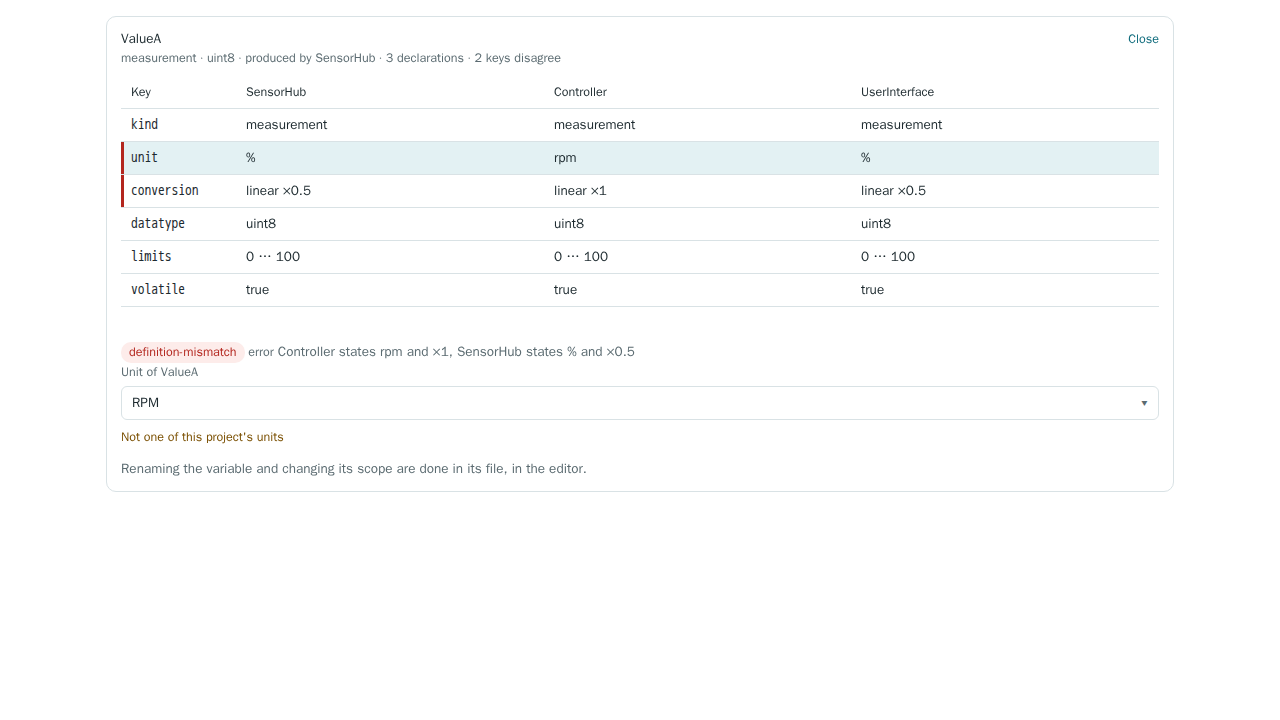 ValueA
Close
measurement · uint8 · produced by SensorHub · 3 declarations · 2 keys disagree
Key SensorHub Controller UserInterface
kind measurement measurement measurement
unit % rpm %
conversion linear ×0.5 linear ×1 linear ×0.5
datatype uint8 uint8 uint8
limits 0 ⋯ 100 0 ⋯ 100 0 ⋯ 100
volatile true true true
definition-mismatch error Controller states rpm and ×1, SensorHub states % and ×0.5
Unit of ValueA
RPM
Not one of this project's units
Renaming the variable and changing its scope are done in its file, in the editor.